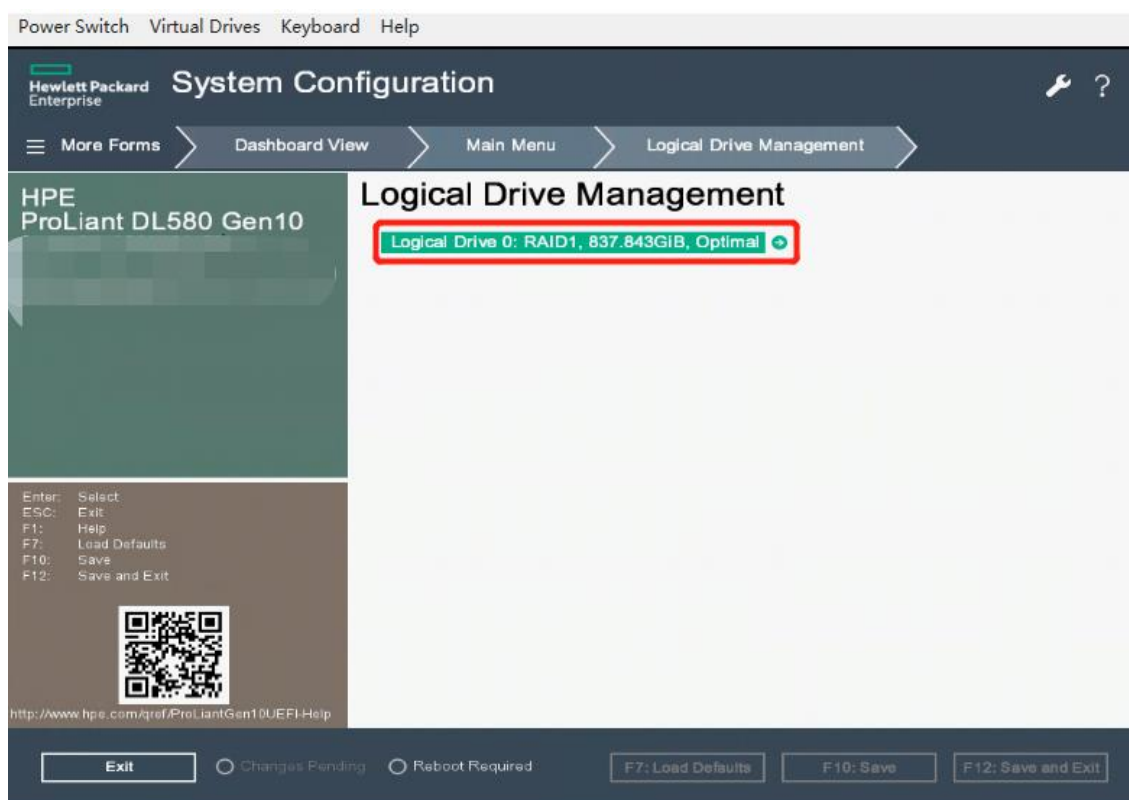 Power Switch Virtual Drives Keyboard Help
Hewlett Packard
Enterprise
System Configuration
?
More Forms
Dashboard View
Main Menu
Logical Drive Management
HPE
ProLiant DL580 Gen10
Logical Drive Management
Logical Drive 0: RAID1, 837.843GIB, Optimal
Enter: Select
ESC: Exit
F1: Help
F7: Load Defaults
F10: Save
F12: Save and Exit
http://www.hpe.com/qref/ProLiantGen10UEFI-Help
Exit
Changes Pending
Reboot Required
F7: Load Defaults
F10: Save
F12: Save and Exit